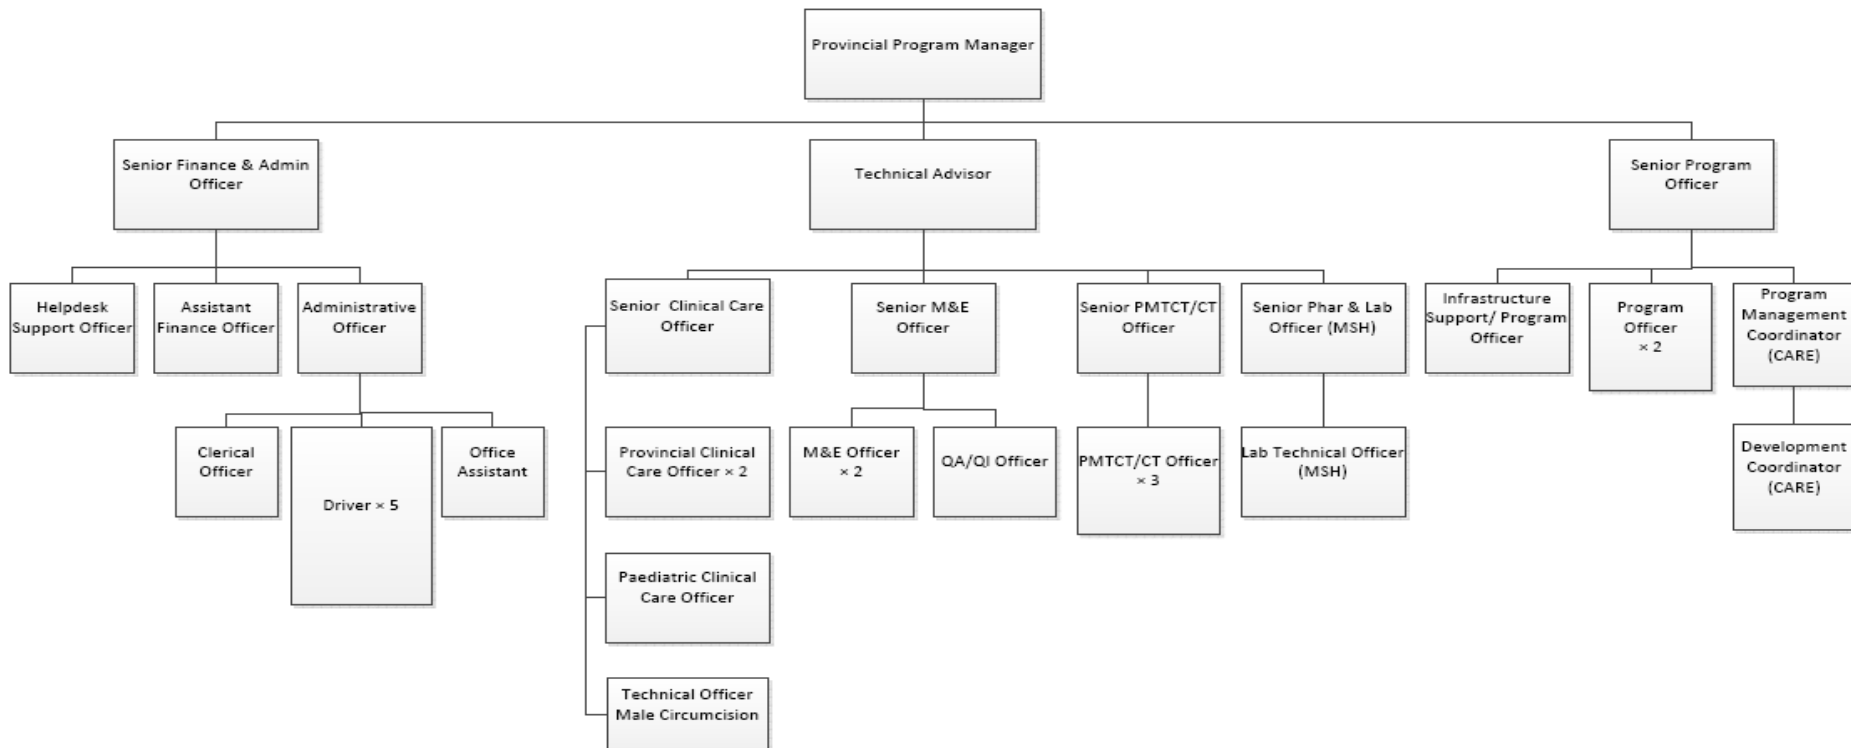 Provincial Program Manager
Senior Finance & Admin
Officer
Technical Advisor
Senior Program
Officer
Helpdesk
Support Officer
Assistant
Finance Officer
Administrative
Officer
Senior Clinical Care
Officer
Senior M&E
Officer
Senior PMTCT/CT
Officer
Senior Phar & Lab
Officer (MSH)
Infrastructure
Support/ Program
Officer
Program
Officer
× 2
Program
Management
Coordinator
(CARE)
Clerical
Officer
Driver × 5
Office
Assistant
Provincial Clinical
Care Officer × 2
M&E Officer
× 2
QA/QI Officer
PMTCT/CT Officer
× 3
Lab Technical Officer
(MSH)
Development
Coordinator
(CARE)
Paediatric Clinical
Care Officer
Technical Officer
Male Circumcision